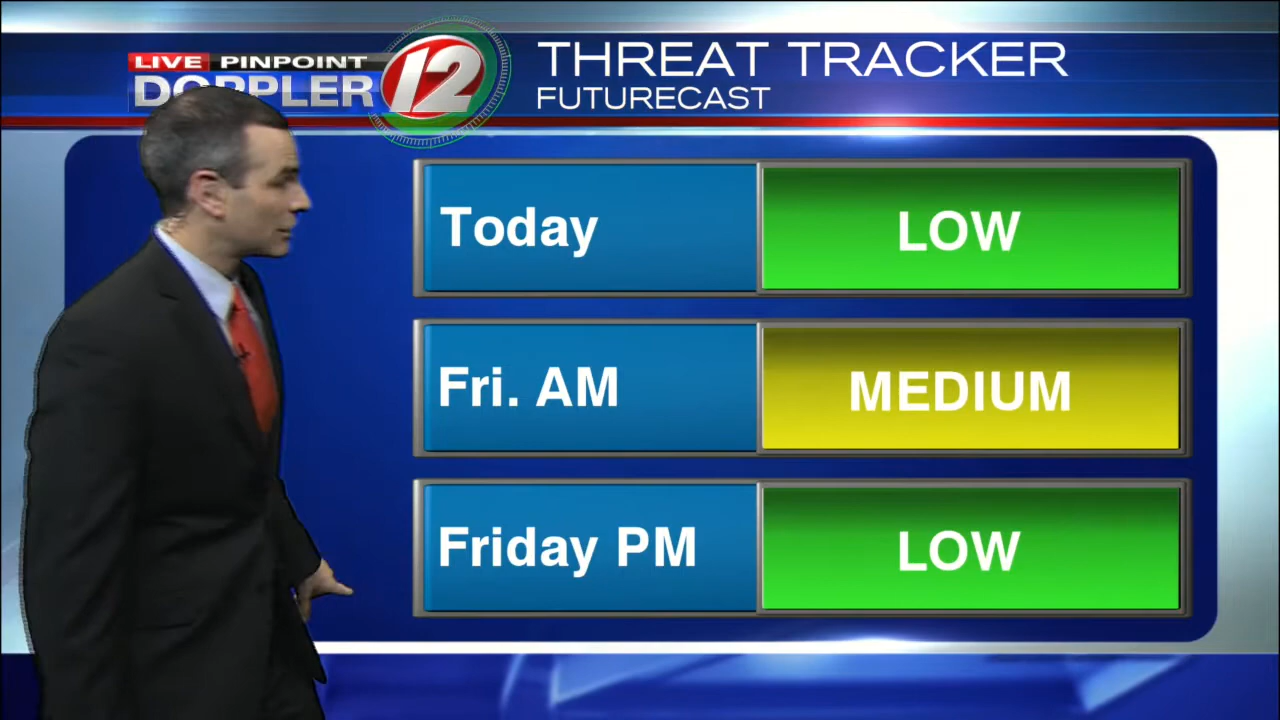 LIVE PINPOINT
DOPPLER 12
THREAT TRACKER
FUTURECAST
Today LOW
Fri. AM MEDIUM
Friday PM LOW